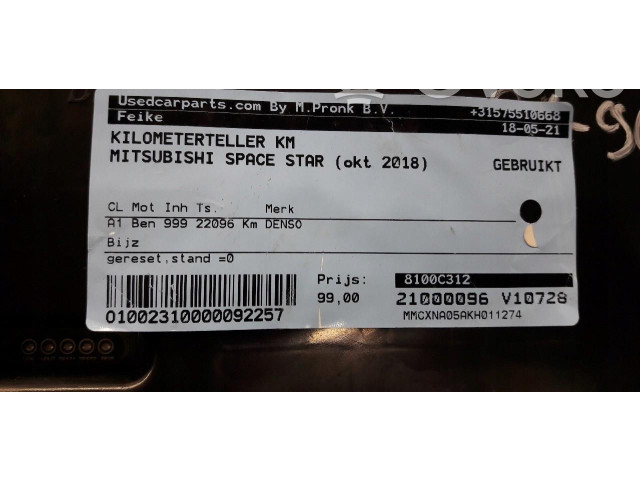 Usedcarparts.com By M.Pronk B.V. +31575510668
Feike 18-05-21
KILOMETERTELLER KM
MITSUBISHI SPACE STAR (okt 2018) GEBRUIKT
CL Mot Inh Ts. Merk
A1 Ben 999 22096 Km DENSO
Bijz
gereset,stand =0
Prijs: 8100C312
99,00 21000096 V10728
01002310000092257 MMCXNA05AKH011274